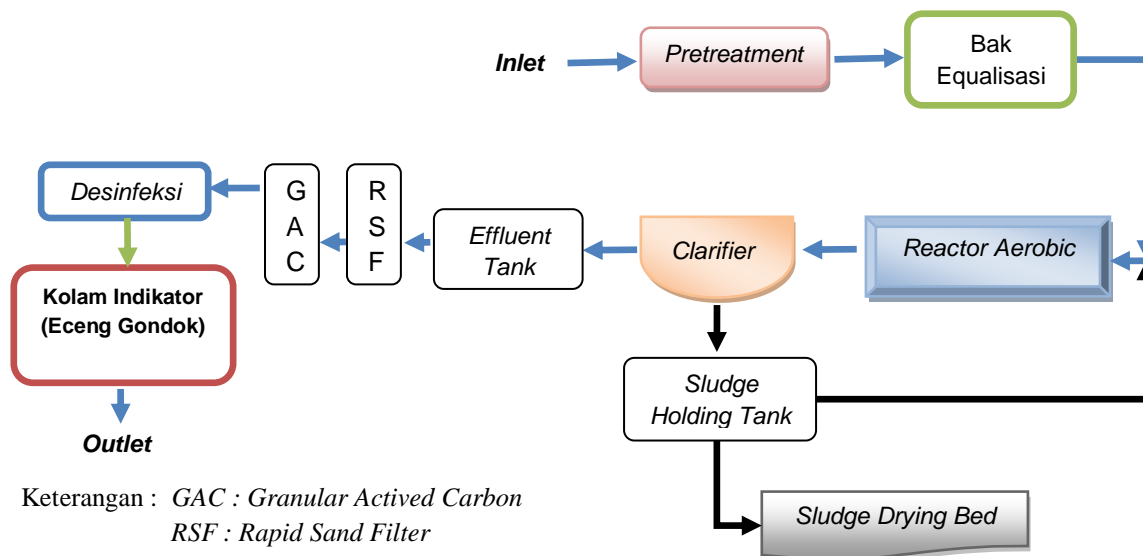 Inlet
Pretreatment
Bak
Equalisasi
Reactor Aerobic
Clarifier
Effluent
Tank
R
S
F
G
A
C
Desinfeksi
Kolam Indikator
(Eceng Gondok)
Outlet
Sludge
Holding Tank
Sludge Drying Bed
Keterangan : GAC : Granular Actived Carbon
RSF : Rapid Sand Filter